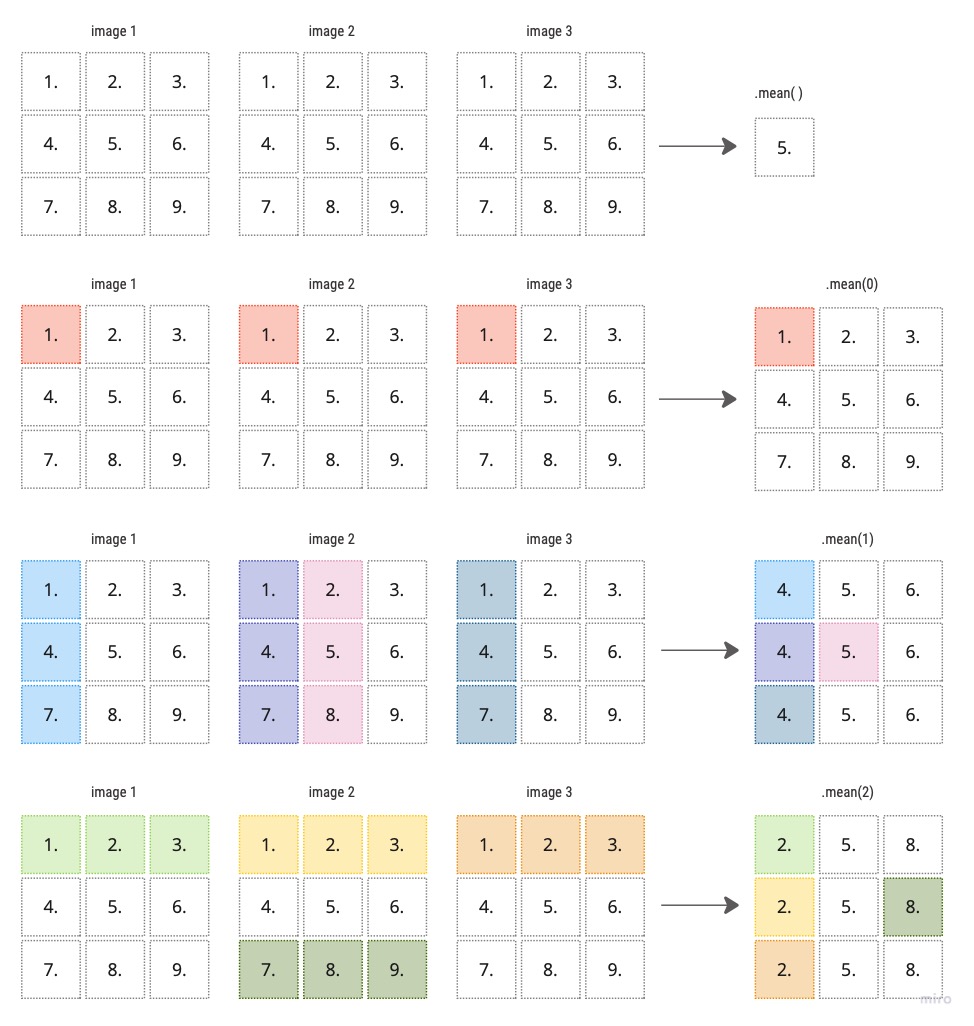 image 1 image 2 image 3
.mean( )
1. 2. 3. 1. 2. 3. 1. 2. 3.
4. 5. 6. 4. 5. 6. 4. 5. 6. 5.
7. 8. 9. 7. 8. 9. 7. 8. 9.
image 1 image 2 image 3 .mean(0)
1. 2. 3. 1. 2. 3. 1. 2. 3. 1. 2. 3.
4. 5. 6. 4. 5. 6. 4. 5. 6. 4. 5. 6.
7. 8. 9. 7. 8. 9. 7. 8. 9. 7. 8. 9.
image 1 image 2 image 3 .mean(1)
1. 2. 3. 1. 2. 3. 1. 2. 3. 4. 5. 6.
4. 5. 6. 4. 5. 6. 4. 5. 6. 4. 5. 6.
7. 8. 9. 7. 8. 9. 7. 8. 9. 4. 5. 6.
image 1 image 2 image 3 .mean(2)
1. 2. 3. 1. 2. 3. 1. 2. 3. 2. 5. 8.
4. 5. 6. 4. 5. 6. 4. 5. 6. 2. 5. 8.
7. 8. 9. 7. 8. 9. 7. 8. 9. 2. 5. 8.
miro